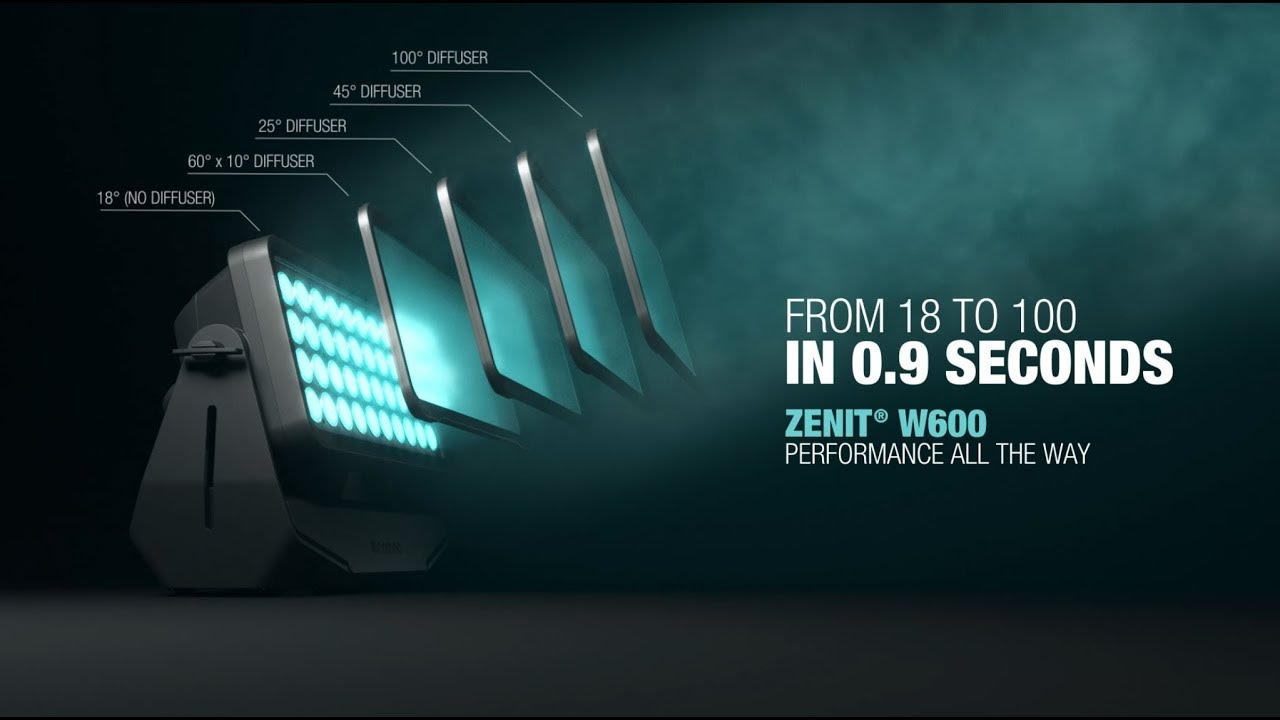 100° DIFFUSER
45° DIFFUSER
25° DIFFUSER
60° x 10° DIFFUSER
18° (NO DIFFUSER)
FROM 18 TO 100
IN 0.9 SECONDS
ZENIT® W600
PERFORMANCE ALL THE WAY